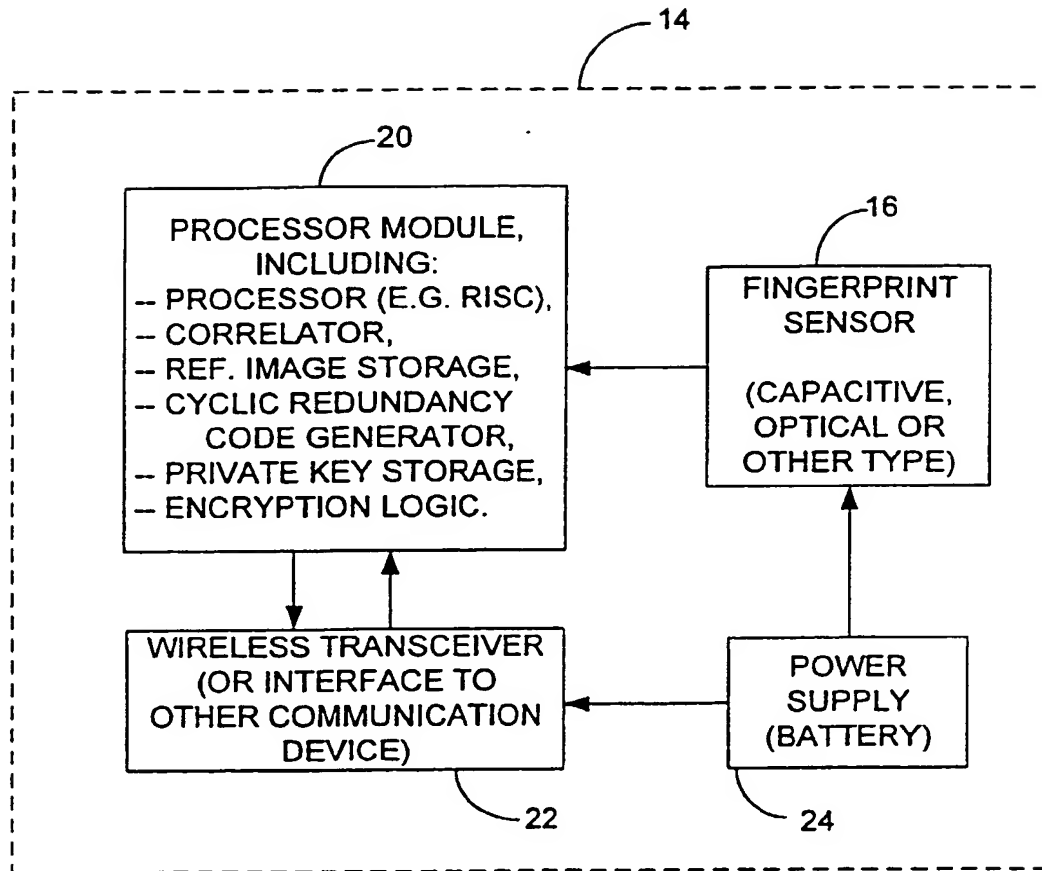 14
20
PROCESSOR MODULE,
INCLUDING:
-- PROCESSOR (E.G. RISC),
-- CORRELATOR,
-- REF. IMAGE STORAGE,
-- CYCLIC REDUNDANCY
CODE GENERATOR,
-- PRIVATE KEY STORAGE,
-- ENCRYPTION LOGIC.
16
FINGERPRINT
SENSOR
(CAPACITIVE,
OPTICAL OR
OTHER TYPE)
WIRELESS TRANSCEIVER
(OR INTERFACE TO
OTHER COMMUNICATION
DEVICE)
22
POWER
SUPPLY
(BATTERY)
24